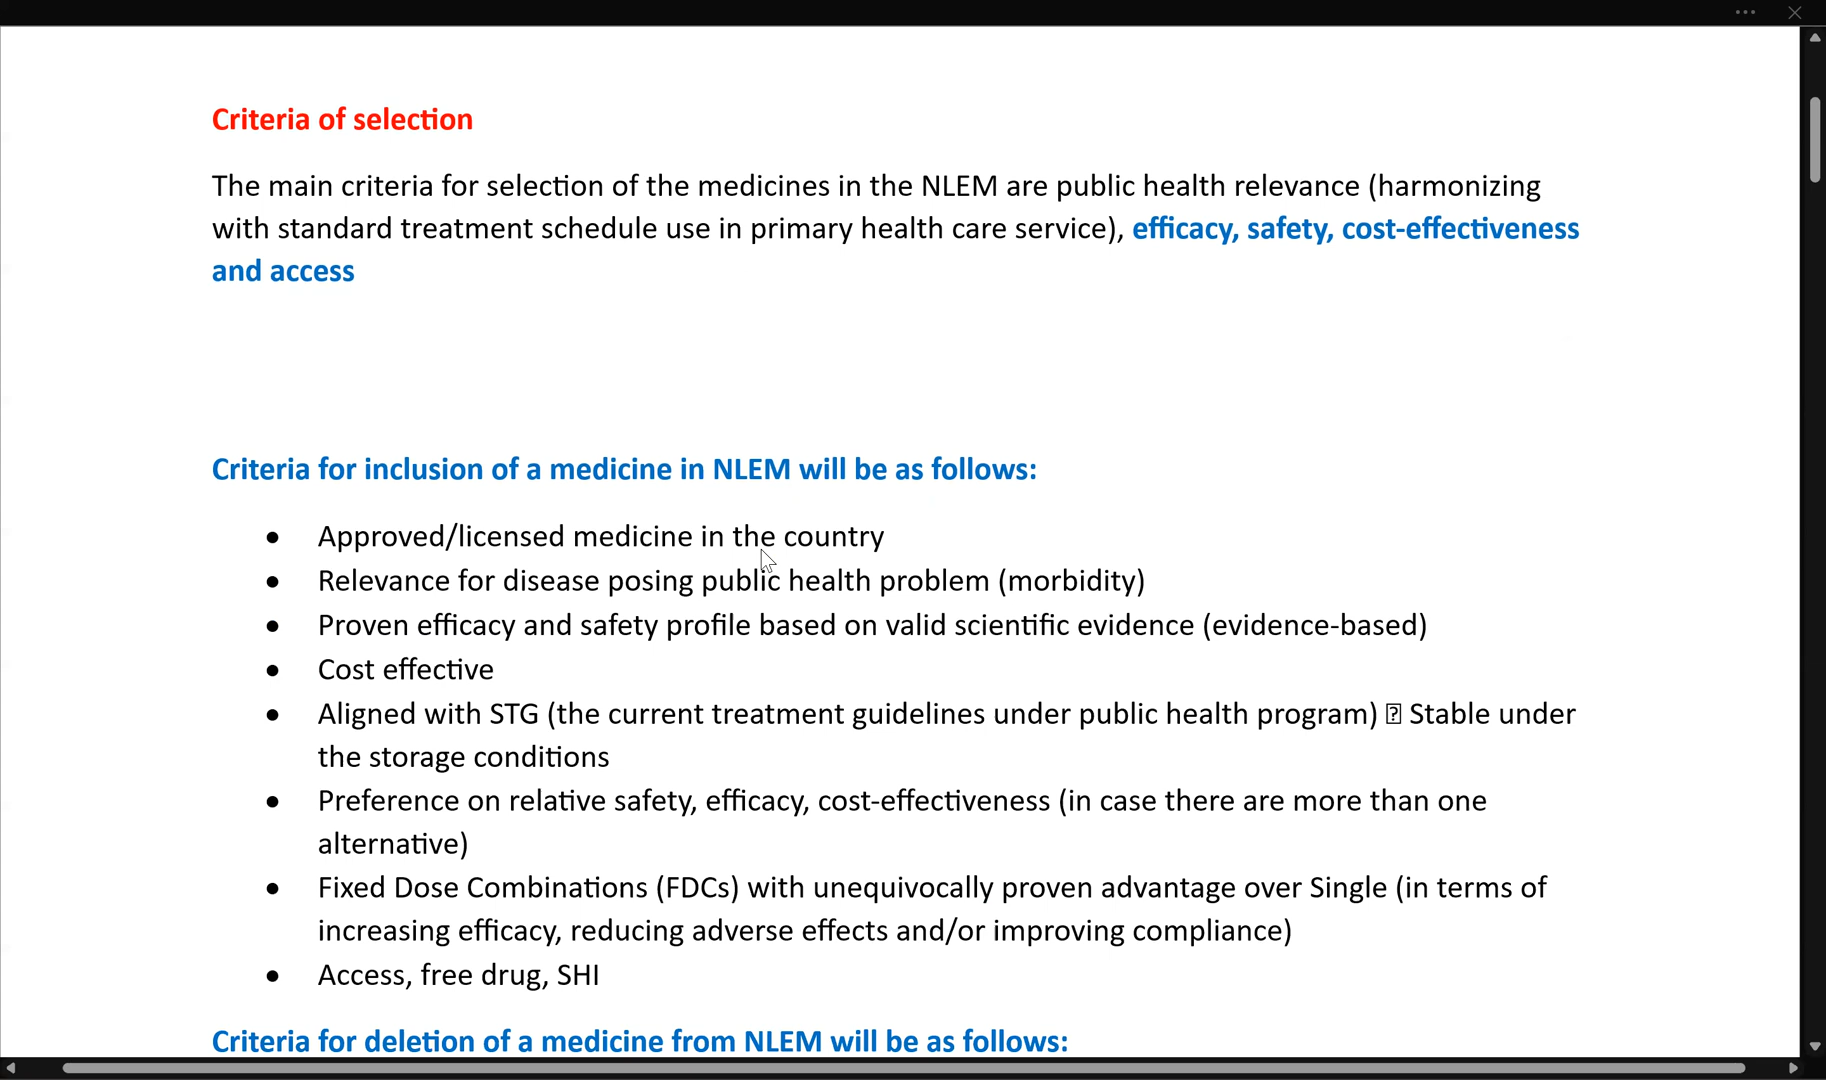 Criteria of selection
The main criteria for selection of the medicines in the NLEM are public health relevance (harmonizing
with standard treatment schedule use in primary health care service), efficacy, safety, cost-effectiveness
and access
Criteria for inclusion of a medicine in NLEM will be as follows:
• Approved/licensed medicine in the country
• Relevance for disease posing public health problem (morbidity)
• Proven efficacy and safety profile based on valid scientific evidence (evidence-based)
• Cost effective
• Aligned with STG (the current treatment guidelines under public health program) ⍰ Stable under
the storage conditions
• Preference on relative safety, efficacy, cost-effectiveness (in case there are more than one
alternative)
• Fixed Dose Combinations (FDCs) with unequivocally proven advantage over Single (in terms of
increasing efficacy, reducing adverse effects and/or improving compliance)
• Access, free drug, SHI
Criteria for deletion of a medicine from NLEM will be as follows: